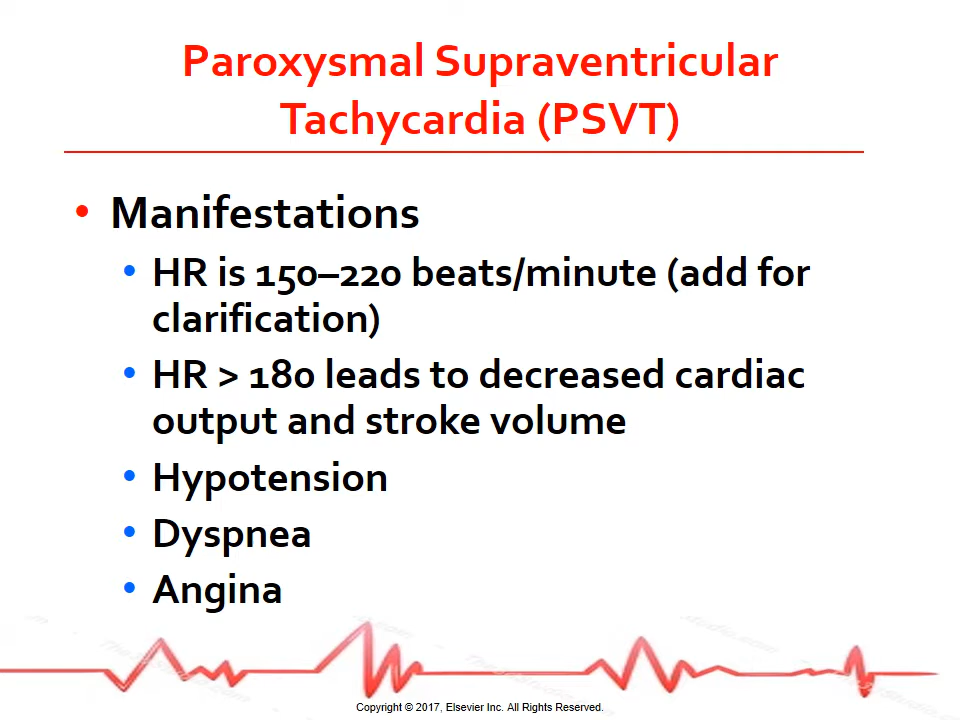 Paroxysmal Supraventricular
Tachycardia (PSVT)
• Manifestations
• HR is 150–220 beats/minute (add for
clarification)
• HR > 180 leads to decreased cardiac
output and stroke volume
• Hypotension
• Dyspnea
• Angina
Copyright © 2017, Elsevier Inc. All Rights Reserved.